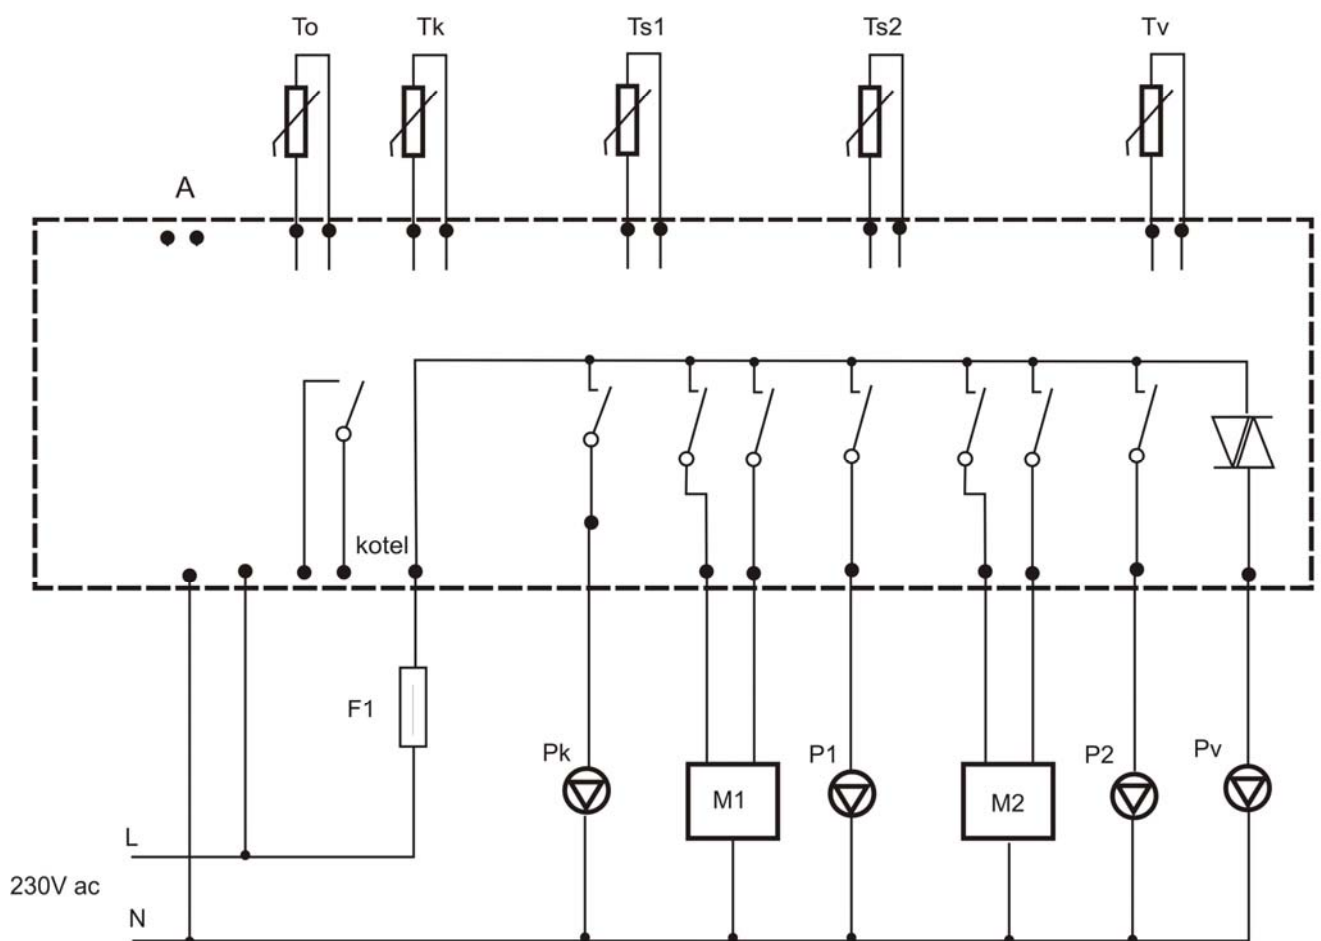 To Tk Ts1 Ts2 Tv
A
kotel
F1
Pk P1 P2 Pv
M1 M2
L
230V ac
N